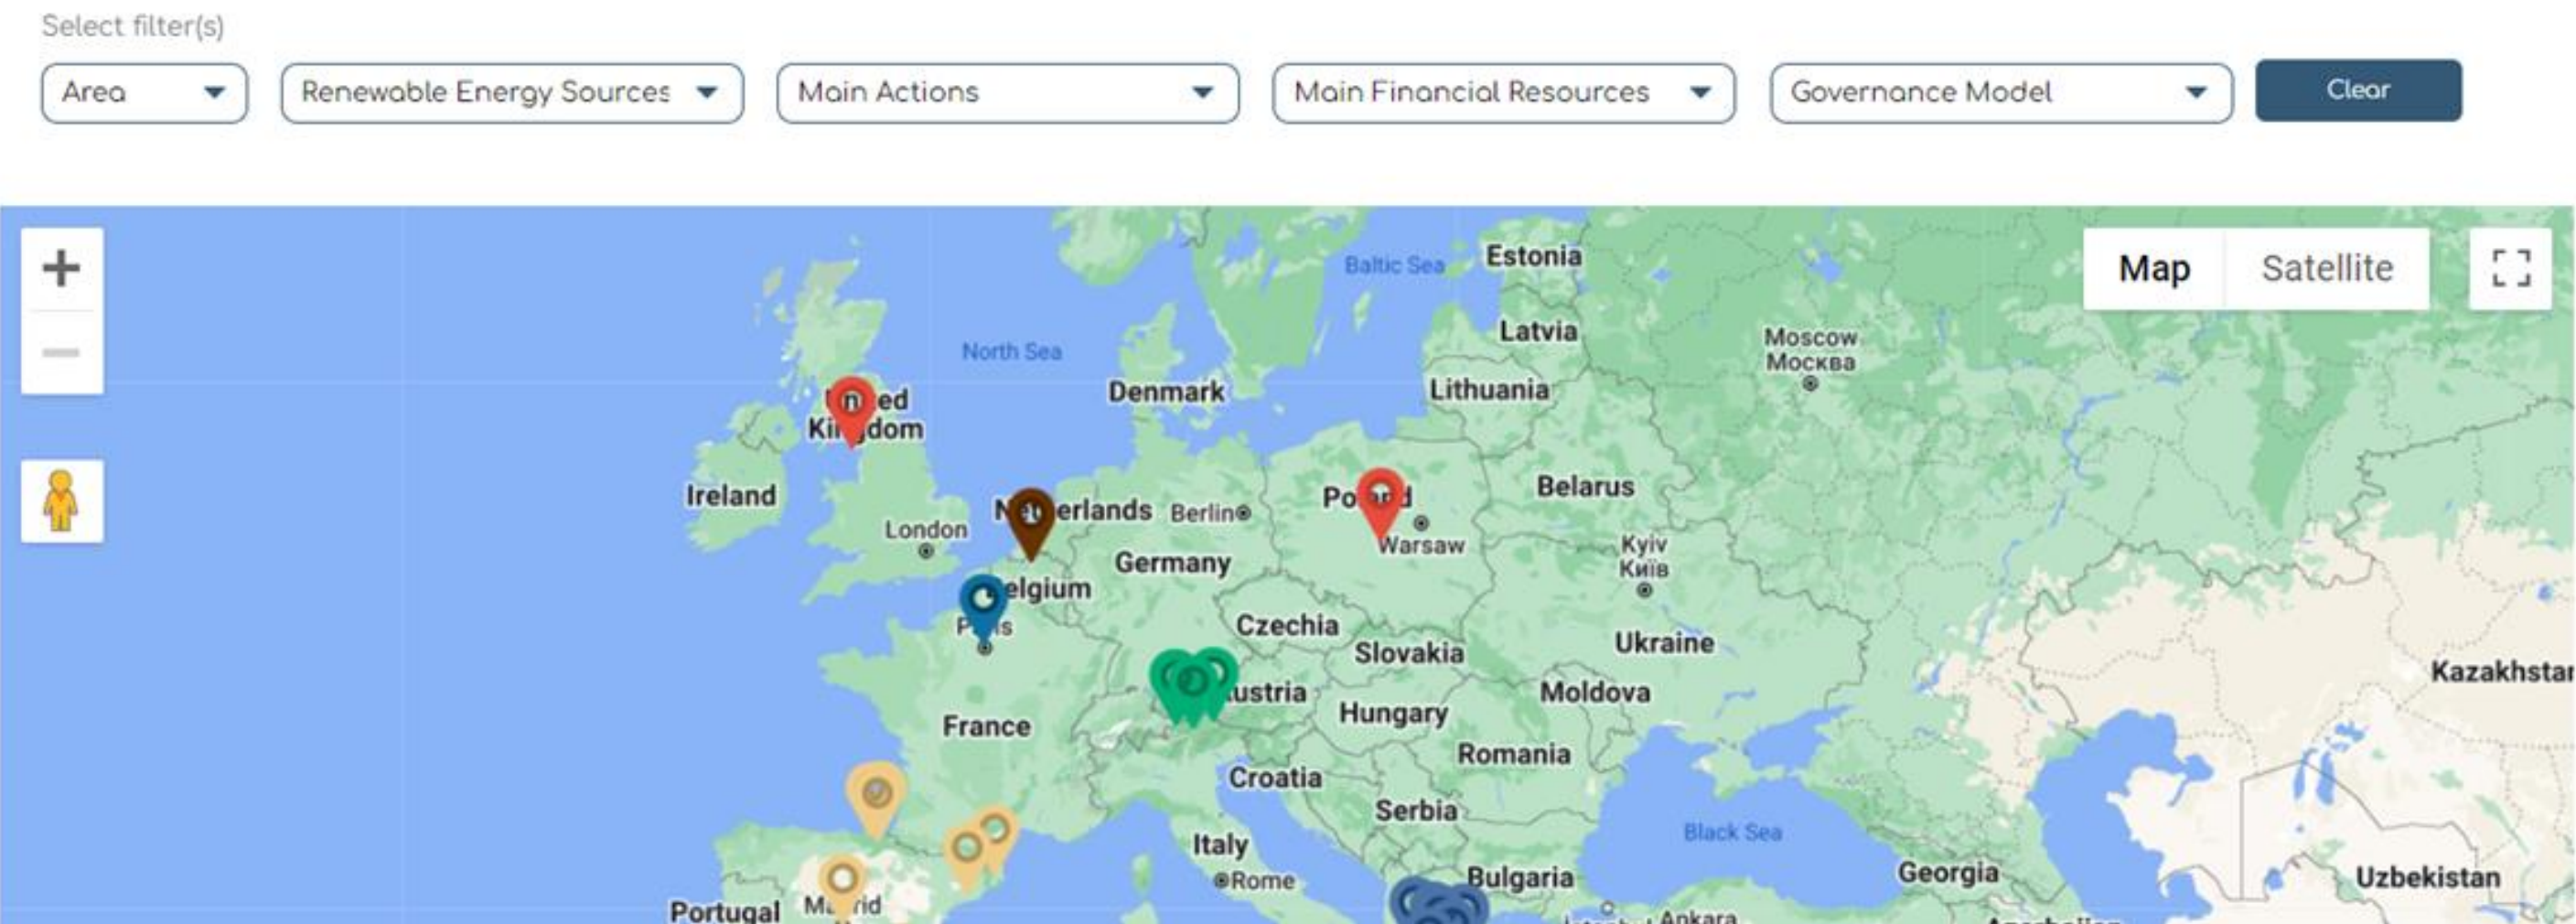 Select filter(s)
Area
Renewable Energy Sources
Main Actions
Main Financial Resources
Governance Model
Clear
+
Map
Satellite
Estonia
Baltic Sea
Latvia
Moscow
Москва
North Sea
Denmark
Lithuania
Ireland
Belarus
Berlin
London
Warsaw
Germany
Kyiv
Київ
Czechia
Ukraine
Slovakia
Kazakhstan
Moldova
Hungary
France
Romania
Croatia
Serbia
Black Sea
Italy
Georgia
Rome
Bulgaria
Uzbekistan
Portugal
Ankara